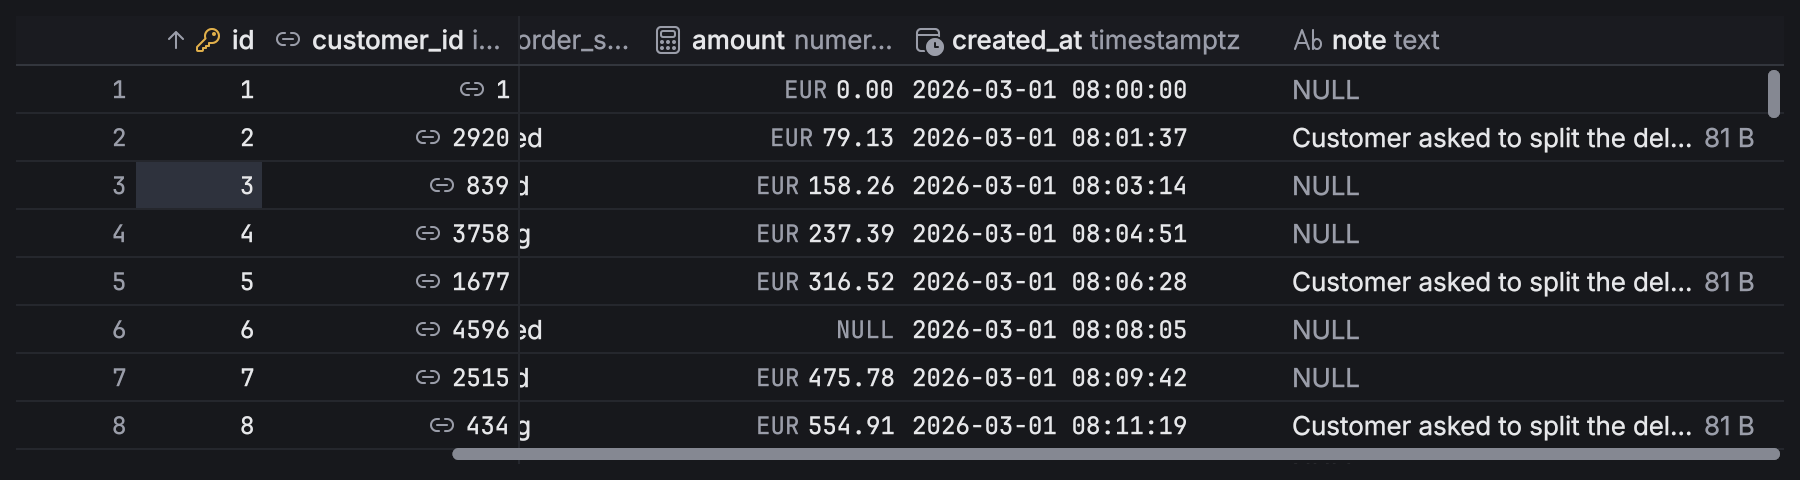 ↑ id customer_id i... order_s... amount numer... created_at timestamptz Ab note text
1 1 1 EUR 0.00 2026-03-01 08:00:00 NULL
2 2 2920 ed EUR 79.13 2026-03-01 08:01:37 Customer asked to split the del... 81 B
3 3 839 d EUR 158.26 2026-03-01 08:03:14 NULL
4 4 3758 g EUR 237.39 2026-03-01 08:04:51 NULL
5 5 1677 EUR 316.52 2026-03-01 08:06:28 Customer asked to split the del... 81 B
6 6 4596 ed NULL 2026-03-01 08:08:05 NULL
7 7 2515 d EUR 475.78 2026-03-01 08:09:42 NULL
8 8 434 g EUR 554.91 2026-03-01 08:11:19 Customer asked to split the del... 81 B